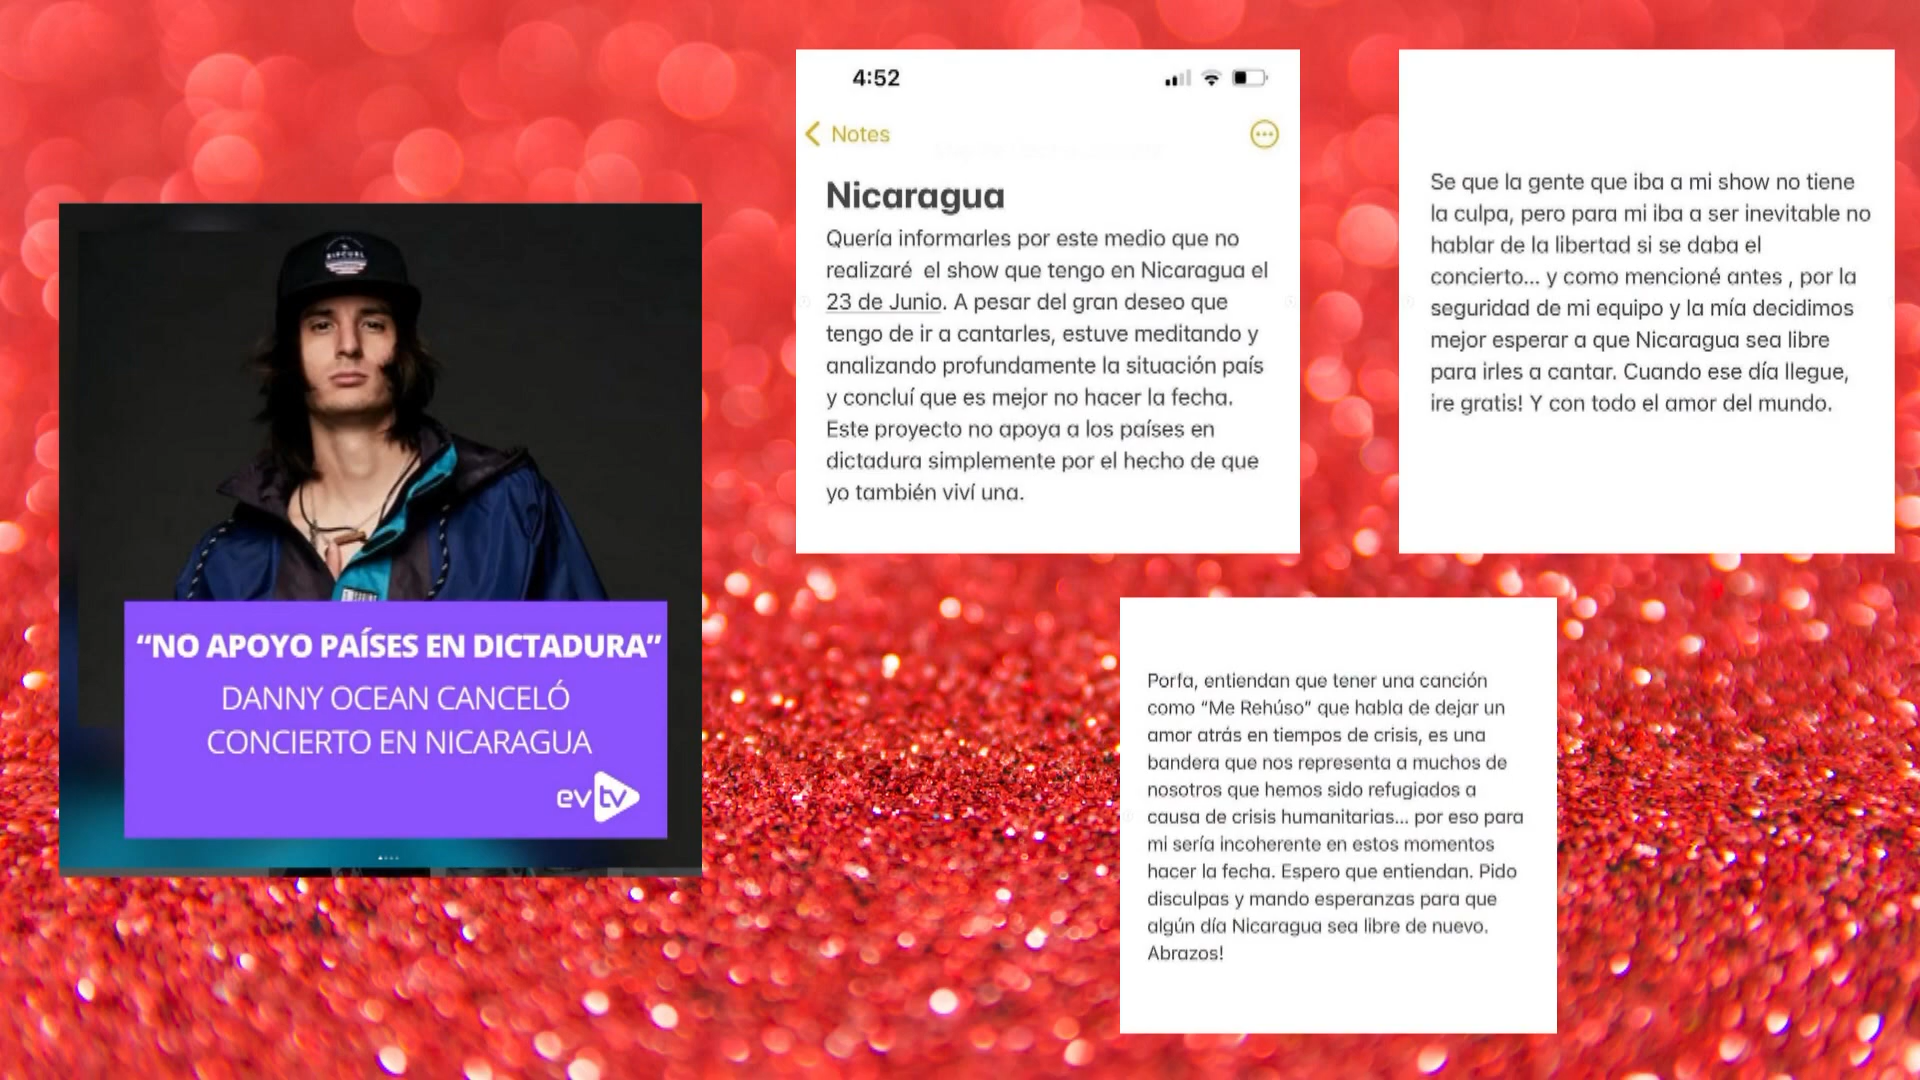 RIPCURL
“NO APOYO PAÍSES EN DICTADURA”
DANNY OCEAN CANCELÓ
CONCIERTO EN NICARAGUA
evtv
4:52
Notes
Nicaragua
Quería informarles por este medio que no
realizaré el show que tengo en Nicaragua el
23 de Junio. A pesar del gran deseo que
tengo de ir a cantarles, estuve meditando y
analizando profundamente la situación país
y concluí que es mejor no hacer la fecha.
Este proyecto no apoya a los países en
dictadura simplemente por el hecho de que
yo también viví una.
Se que la gente que iba a mi show no tiene
la culpa, pero para mi iba a ser inevitable no
hablar de la libertad si se daba el
concierto... y como mencioné antes , por la
seguridad de mi equipo y la mía decidimos
mejor esperar a que Nicaragua sea libre
para irles a cantar. Cuando ese día llegue,
ire gratis! Y con todo el amor del mundo.
Porfa, entiendan que tener una canción
como “Me Rehúso” que habla de dejar un
amor atrás en tiempos de crisis, es una
bandera que nos representa a muchos de
nosotros que hemos sido refugiados a
causa de crisis humanitarias... por eso para
mi sería incoherente en estos momentos
hacer la fecha. Espero que entiendan. Pido
disculpas y mando esperanzas para que
algún día Nicaragua sea libre de nuevo.
Abrazos!